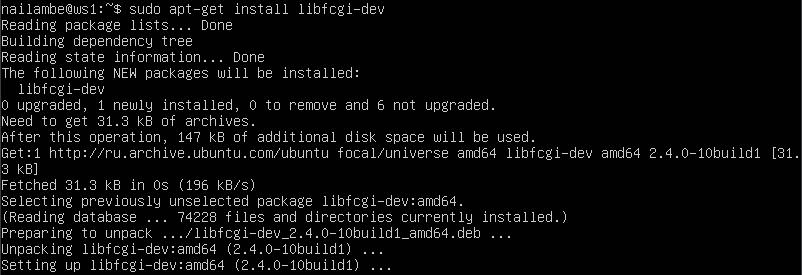 nailambe@ws1:~$ sudo apt-get install libfcgi-dev
Reading package lists... Done
Building dependency tree
Reading state information... Done
The following NEW packages will be installed:
  libfcgi-dev
0 upgraded, 1 newly installed, 0 to remove and 6 not upgraded.
Need to get 31.3 kB of archives.
After this operation, 147 kB of additional disk space will be used.
Get:1 http://ru.archive.ubuntu.com/ubuntu focal/universe amd64 libfcgi-dev amd64 2.4.0-10build1 [31.
3 kB]
Fetched 31.3 kB in 0s (196 kB/s)
Selecting previously unselected package libfcgi-dev:amd64.
(Reading database ... 74228 files and directories currently installed.)
Preparing to unpack .../libfcgi-dev_2.4.0-10build1_amd64.deb ...
Unpacking libfcgi-dev:amd64 (2.4.0-10build1) ...
Setting up libfcgi-dev:amd64 (2.4.0-10build1) ...